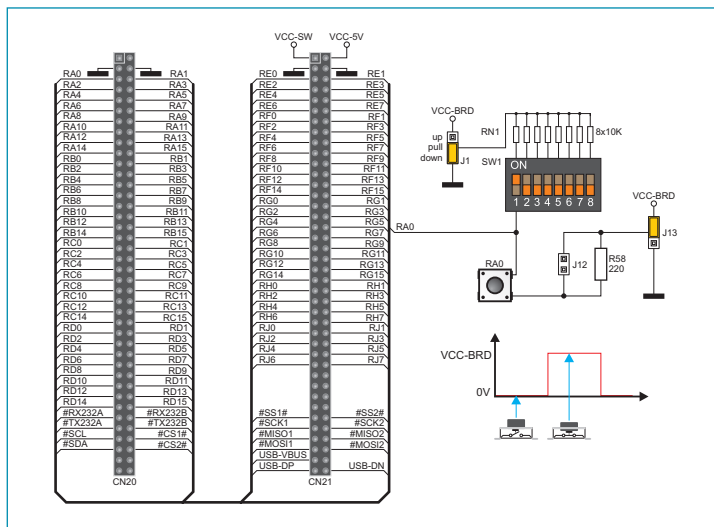 VCC-SW VCC-5V
RA0 RA1
RA2 RA3
RA4 RA5
RA6 RA7
RA8 RA9
RA10 RA11
RA12 RA13
RA14 RA15
RB0 RB1
RB2 RB3
RB4 RB5
RB6 RB7
RB8 RB9
RB10 RB11
RB12 RB13
RB14 RB15
RC0 RC1
RC2 RC3
RC4 RC5
RC6 RC7
RC8 RC9
RC10 RC11
RC12 RC13
RC14 RC15
RD0 RD1
RD2 RD3
RD4 RD5
RD6 RD7
RD8 RD9
RD10 RD11
RD12 RD13
RD14 RD15
#RX232A #RX232B
#TX232A #TX232B
#SCL #CS1#
#SDA #CS2#
CN20
RE0 RE1
RE2 RE3
RE4 RE5
RE6 RE7
RF0 RF1
RF2 RF3
RF4 RF5
RF6 RF7
RF8 RF9
RF10 RF11
RF12 RF13
RF14 RF15
RG0 RG1
RG2 RG3
RG4 RG5
RG6 RG7
RG8 RG9
RG10 RG11
RG12 RG13
RG14 RG15
RH0 RH1
RH2 RH3
RH4 RH5
RH6 RH7
RJ0 RJ1
RJ2 RJ3
RJ4 RJ5
RJ6 RJ7
#SS1# #SS2#
#SCK1 #SCK2
#MISO1 #MISO2
#MOSI1 #MOSI2
USB-VBUS
USB-DP USB-DN
CN21
VCC-BRD
up
pull
down
J1
RN1 8x10K
SW1
ON
1 2 3 4 5 6 7 8
RA0
VCC-BRD
J13
J12
R58
220
RA0
VCC-BRD
0V